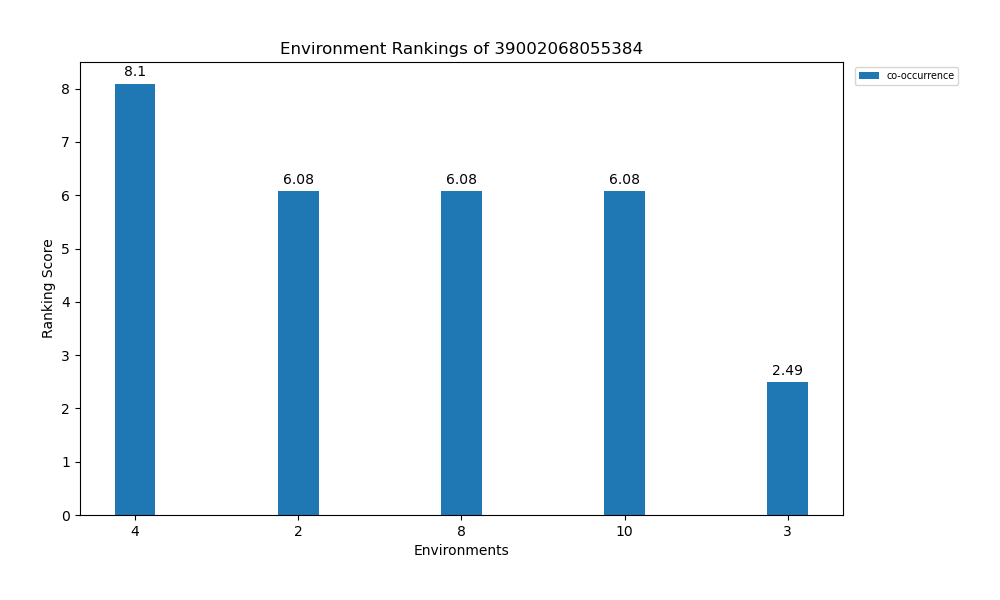 Environment Rankings of 39002068055384
co-occurrence
8.1
6.08
6.08
6.08
2.49
Ranking Score
8
7
6
5
4
3
2
1
0
4 2 8 10 3
Environments